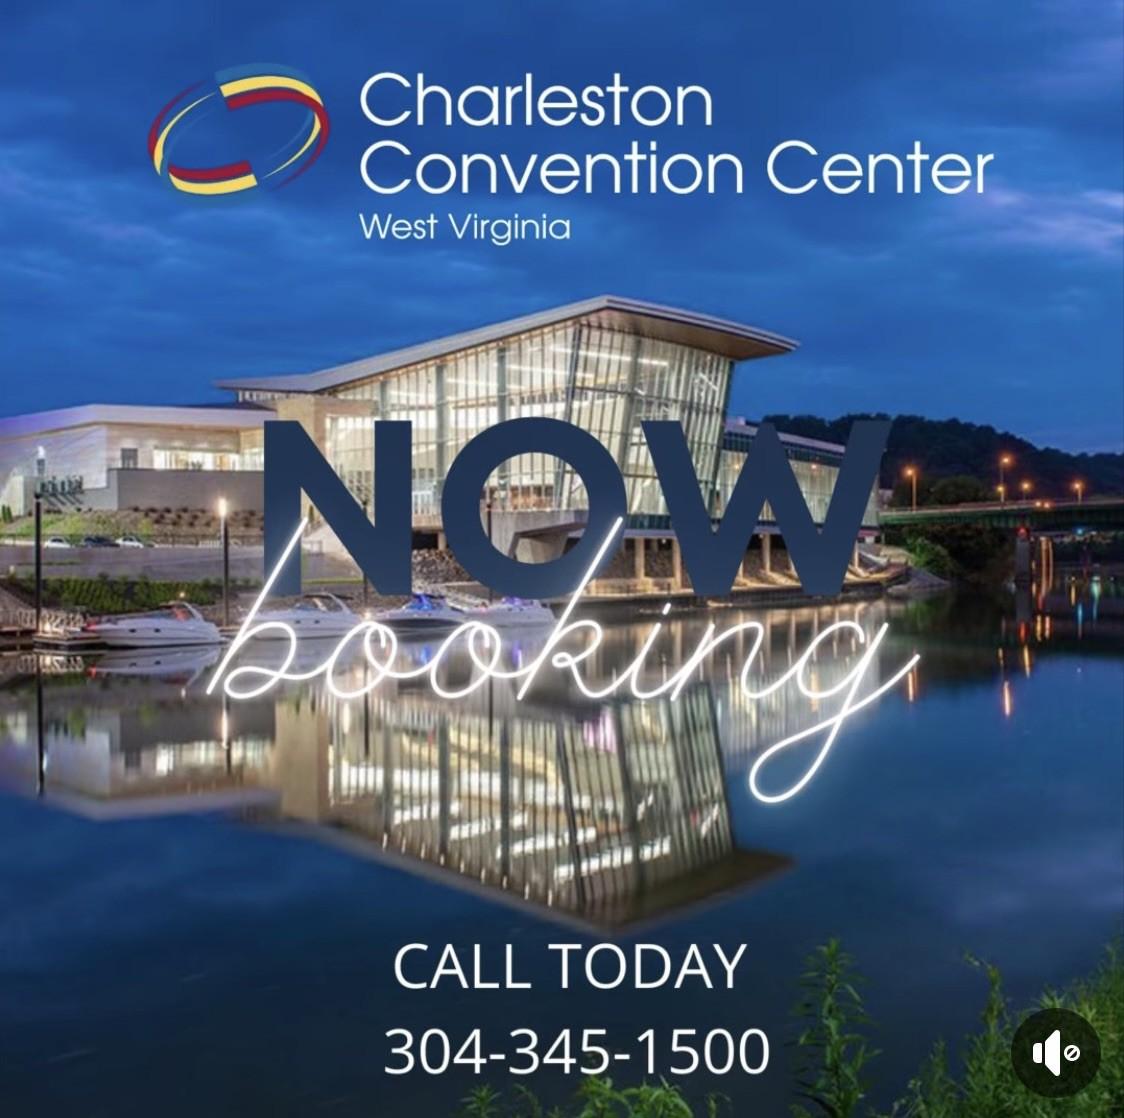 Charleston
Convention Center
West Virginia
NOW
booking
CALL TODAY
304-345-1500